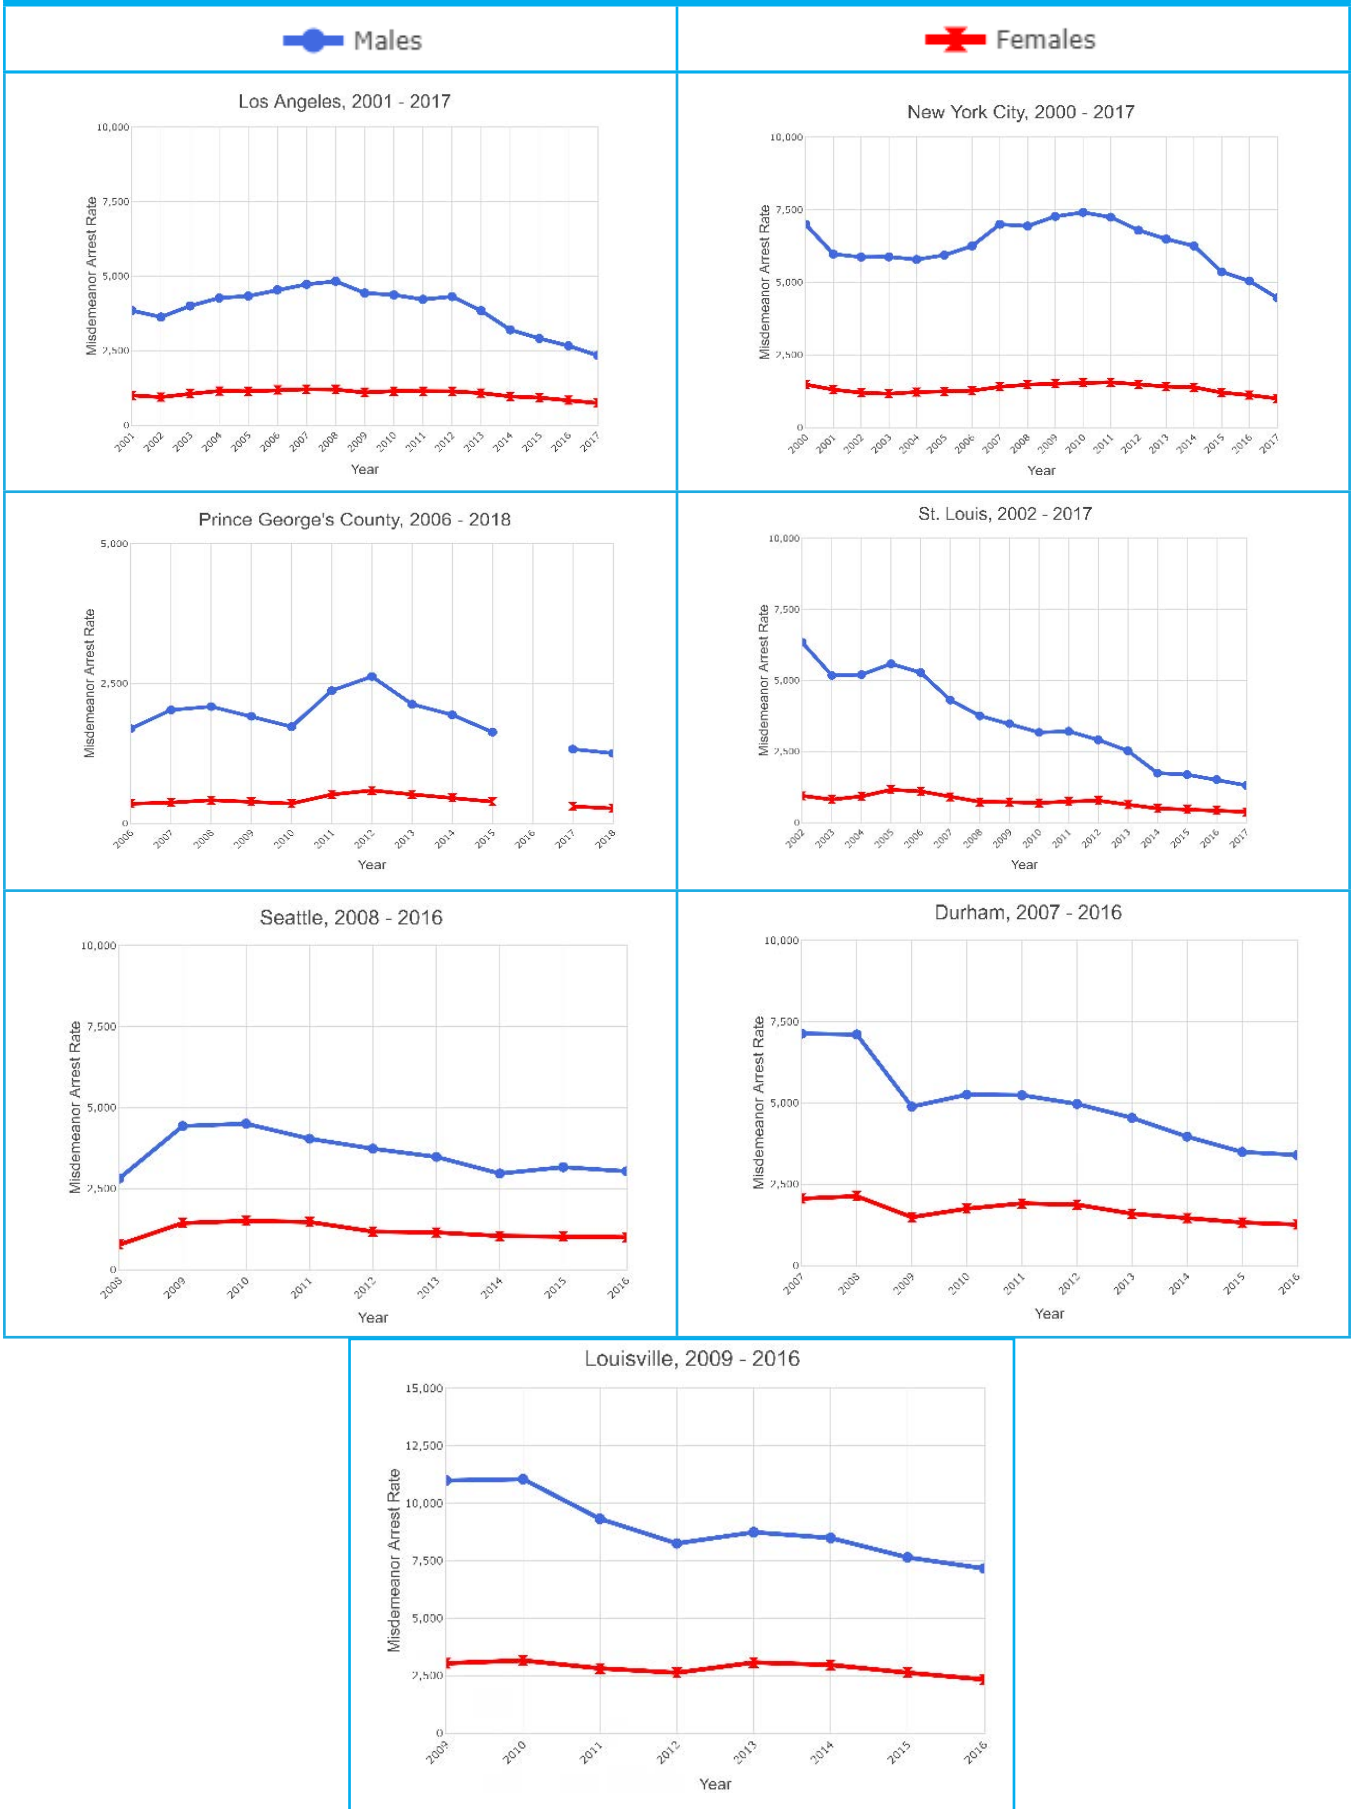 Males
Females
Los Angeles, 2001 - 2017
Misdemeanor Arrest Rate
10,000
7,500
5,000
2,500
0
2001 2002 2003 2004 2005 2006 2007 2008 2009 2010 2011 2012 2013 2014 2015 2016 2017
Year
New York City, 2000 - 2017
Misdemeanor Arrest Rate
10,000
7,500
5,000
2,500
0
2000 2001 2002 2003 2004 2005 2006 2007 2008 2009 2010 2011 2012 2013 2014 2015 2016 2017
Year
Prince George's County, 2006 - 2018
Misdemeanor Arrest Rate
5,000
2,500
0
2006 2007 2008 2009 2010 2011 2012 2013 2014 2015 2016 2017 2018
Year
St. Louis, 2002 - 2017
Misdemeanor Arrest Rate
10,000
7,500
5,000
2,500
0
2002 2003 2004 2005 2006 2007 2008 2009 2010 2011 2012 2013 2014 2015 2016 2017
Year
Seattle, 2008 - 2016
Misdemeanor Arrest Rate
10,000
7,500
5,000
2,500
0
2008 2009 2010 2011 2012 2013 2014 2015 2016
Year
Durham, 2007 - 2016
Misdemeanor Arrest Rate
10,000
7,500
5,000
2,500
0
2007 2008 2009 2010 2011 2012 2013 2014 2015 2016
Year
Louisville, 2009 - 2016
Misdemeanor Arrest Rate
15,000
12,500
10,000
7,500
5,000
2,500
0
2009 2010 2011 2012 2013 2014 2015 2016
Year